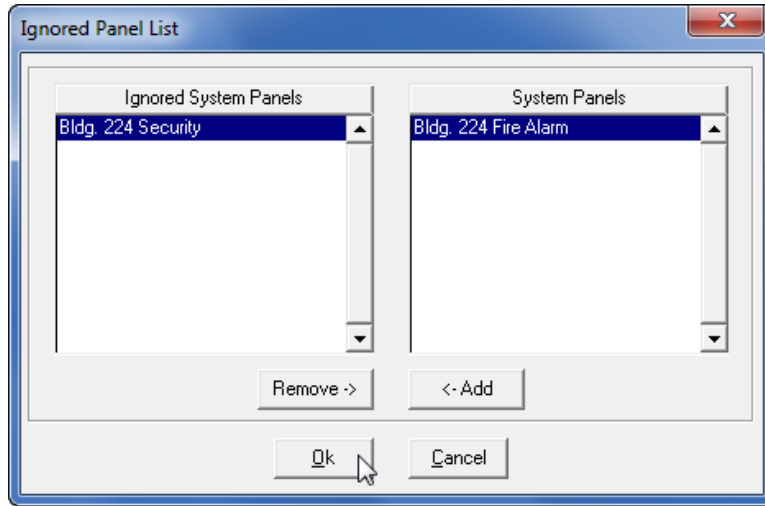 Ignored Panel List
Ignored System Panels
System Panels
Bldg. 224 Security
Bldg. 224 Fire Alarm
Remove ->
<- Add
Ok
Cancel